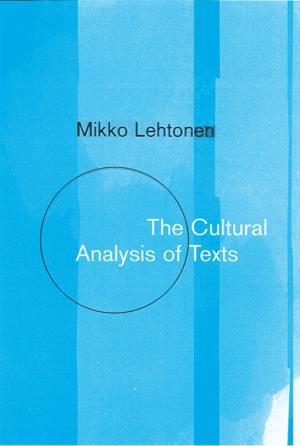 Mikko Lehtonen
The Cultural
Analysis of Texts